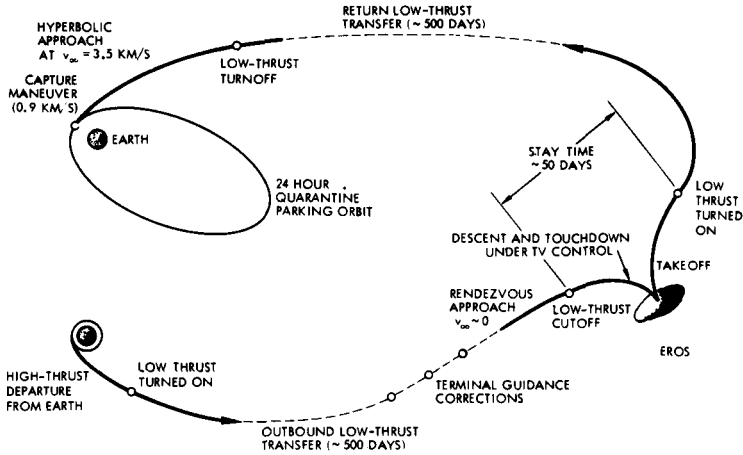 RETURN LOW-THRUST
TRANSFER (~ 500 DAYS)
HYPERBOLIC
APPROACH
AT v∞ = 3.5 KM/S
LOW-THRUST
TURNOFF
CAPTURE
MANEUVER
(0.9 KM/S)
EARTH
24 HOUR
QUARANTINE
PARKING ORBIT
STAY TIME
~50 DAYS
LOW
THRUST
TURNED
ON
DESCENT AND TOUCHDOWN
UNDER TV CONTROL
TAKEOFF
RENDEZVOUS
APPROACH
v∞ ~ 0
LOW-THRUST
CUTOFF
EROS
HIGH-THRUST
DEPARTURE
FROM EARTH
LOW THRUST
TURNED ON
TERMINAL GUIDANCE
CORRECTIONS
OUTBOUND LOW-THRUST
TRANSFER (~ 500 DAYS)